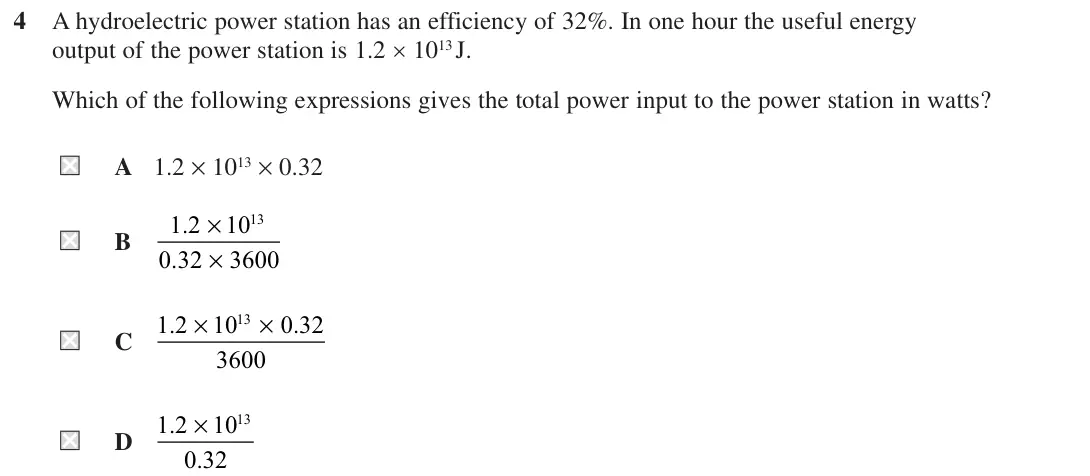 4 A hydroelectric power station has an efficiency of 32%. In one hour the useful energy
output of the power station is 1.2 × 10¹³ J.
Which of the following expressions gives the total power input to the power station in watts?
A 1.2 × 10¹³ × 0.32
B 1.2 × 10¹³
0.32 × 3600
C 1.2 × 10¹³ × 0.32
3600
D 1.2 × 10¹³
0.32